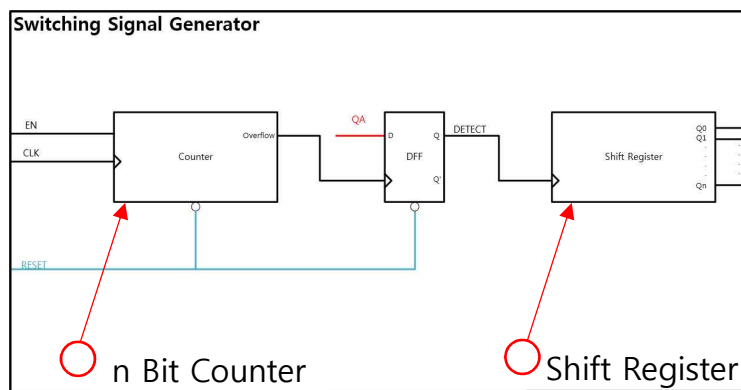 Switching Signal Generator
EN
CLK
Counter
Overflow
QA
D
Q
DFF
Q'
DETECT
Shift Register
Q0
Q1
Qn
RESET
n Bit Counter
Shift Register